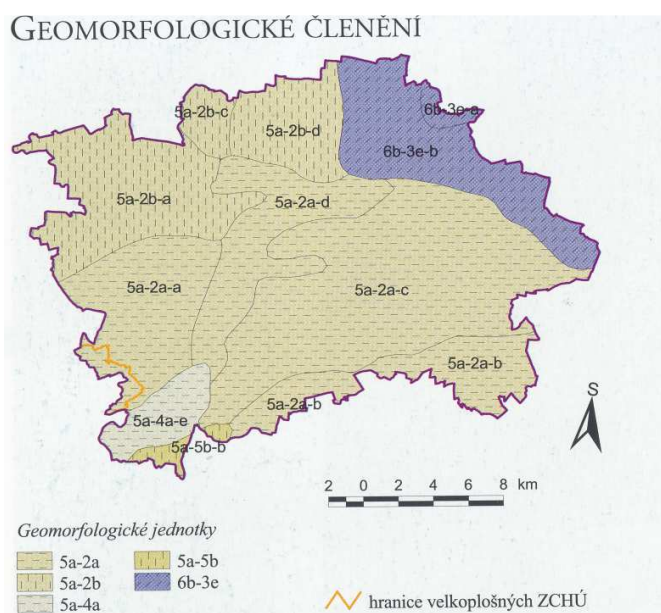 GEOMORFOLOGICKÉ ČLENĚNÍ
5a-2b-c
5a-2b-d
6b-3e-a
6b-3e-b
5a-2b-a
5a-2a-d
5a-2a-a
5a-2a-c
5a-2a-b
5a-2a-b
5a-4a-e
5a-5b-b
S
2 0 2 4 6 8 km
Geomorfologické jednotky
5a-2a
5a-5b
5a-2b
6b-3e
5a-4a
hranice velkoplošných ZCHÚ